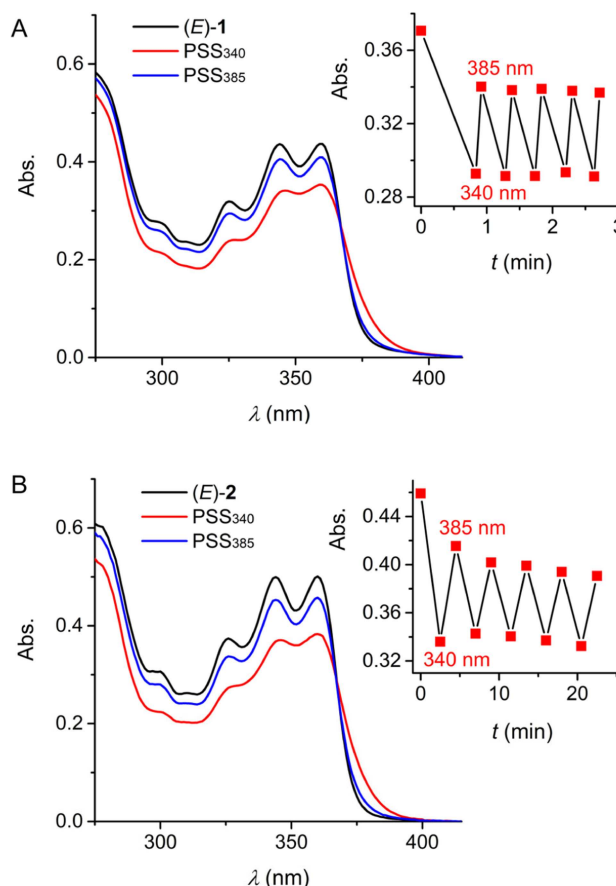 A
(E)-1
PSS340
PSS385
0.6
0.4
0.2
0.0
Abs.
300
350
400
λ (nm)
0.36
0.32
0.28
Abs.
385 nm
340 nm
0
1
2
3
t (min)
B
(E)-2
PSS340
PSS385
0.6
0.4
0.2
0.0
Abs.
300
350
400
λ (nm)
0.44
0.40
0.36
0.32
Abs.
385 nm
340 nm
0
10
20
t (min)